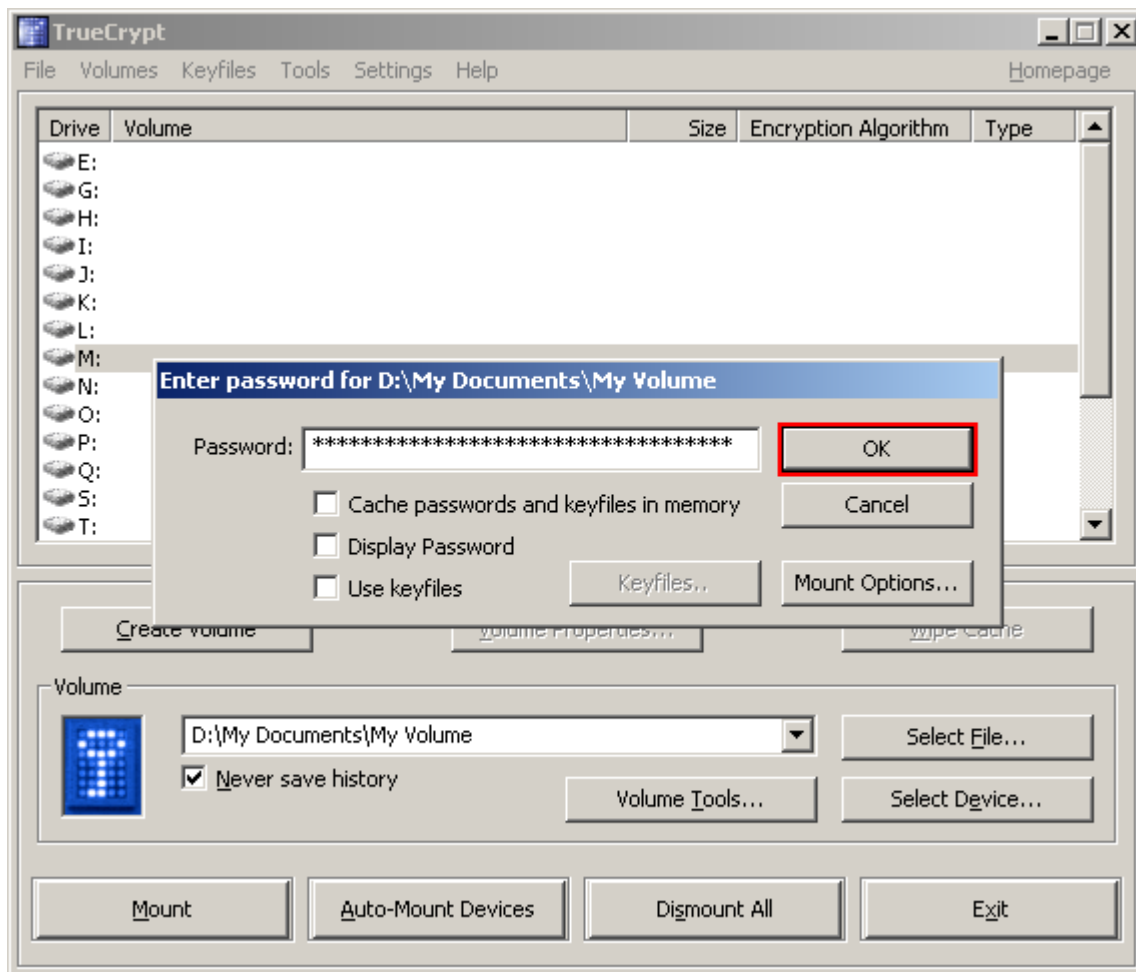 TrueCrypt
File Volumes Keyfiles Tools Settings Help Homepage
Drive Volume Size Encryption Algorithm Type
E:
G:
H:
I:
J:
K:
L:
M:
N:
O:
P:
Q:
S:
T:
Enter password for D:\My Documents\My Volume
Password: *********************************** OK
Cache passwords and keyfiles in memory Cancel
Display Password
Use keyfiles Keyfiles.. Mount Options...
Create Volume Volume Properties... Wipe Cache
Volume
D:\My Documents\My Volume Select File...
Never save history
Volume Tools... Select Device...
Mount Auto-Mount Devices Dismount All Exit